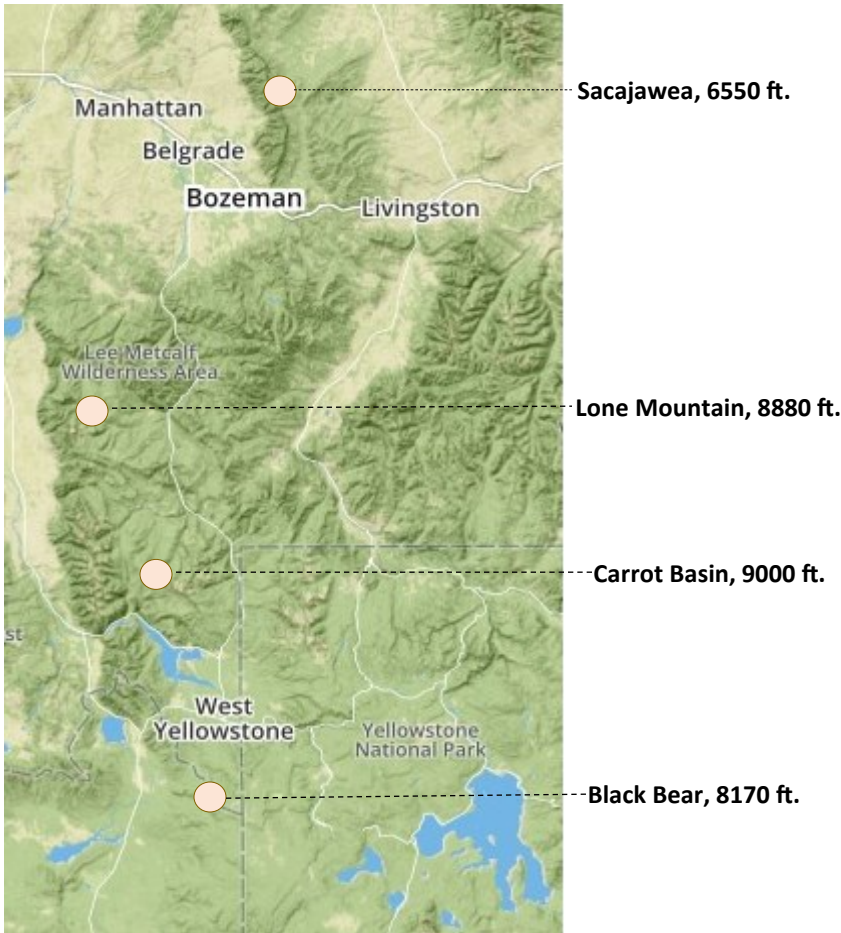 Sacajawea, 6550 ft.
Manhattan
Belgrade
Bozeman
Livingston
Lee Metcalf
Wilderness Area
Lone Mountain, 8880 ft.
Carrot Basin, 9000 ft.
st
West
Yellowstone
Yellowstone
National Park
Black Bear, 8170 ft.